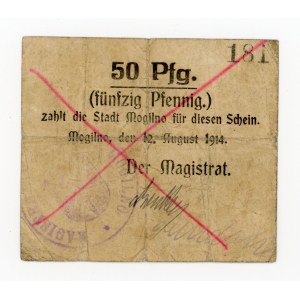 181
50 Pfg.
(fünfzig Pfennig.)
zahlt die Stadt Mogilno für diesen Schein.
Mogilno, den 12. August 1914.
Der Magistrat.